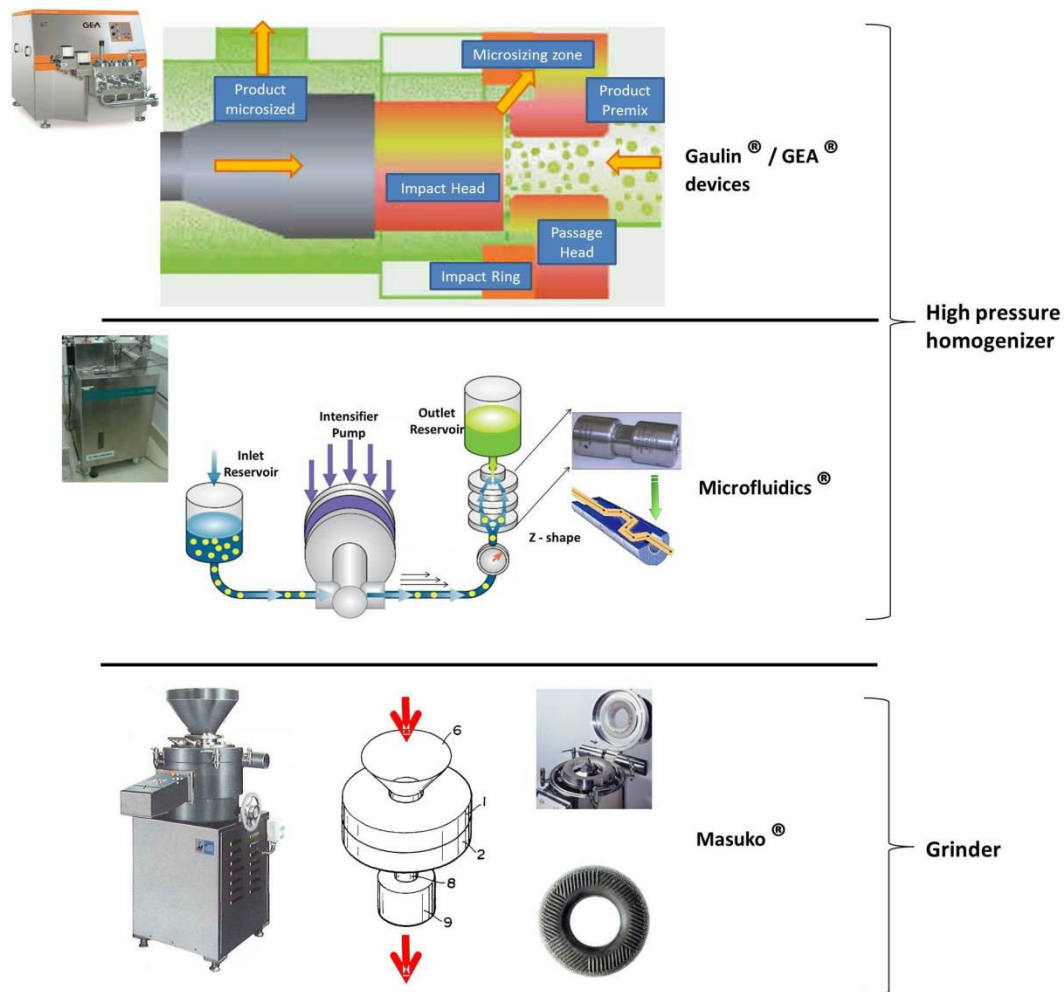 GEA
Product
microsized
Microsizing zone
Product
Premix
Impact Head
Passage
Head
Impact Ring
Gaulin ® / GEA ®
devices
High pressure
homogenizer
Intensifier
Pump
Outlet
Reservoir
Inlet
Reservoir
Z - shape
Microfluidics ®
6
1
2
8
9
Masuko ®
Grinder